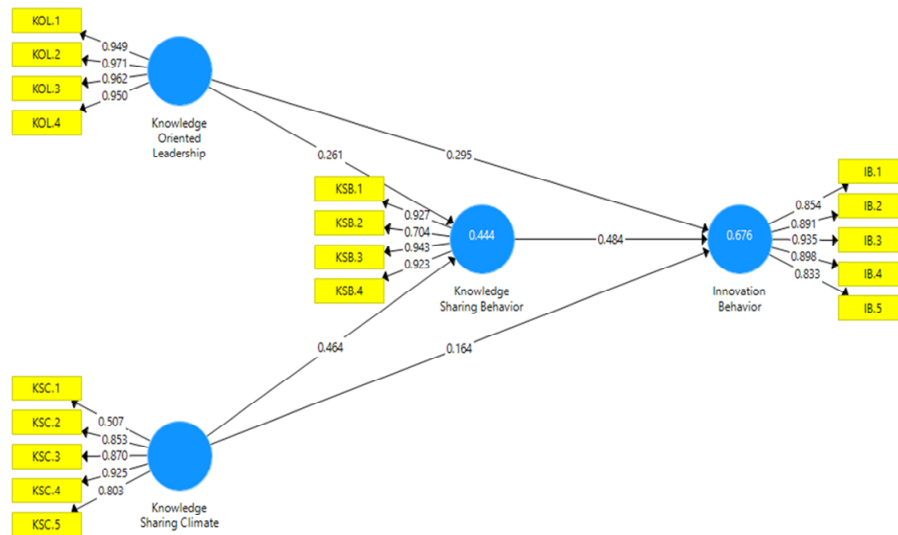 KOL.1
KOL.2
KOL.3
KOL.4
0.949
0.971
0.962
0.950
Knowledge
Oriented
Leadership
0.261
0.295
KSB.1
KSB.2
KSB.3
KSB.4
0.927
0.704
0.943
0.923
0.444
Knowledge
Sharing Behavior
0.484
0.676
Innovation
Behavior
0.854
0.891
0.935
0.898
0.833
IB.1
IB.2
IB.3
IB.4
IB.5
0.464
0.164
KSC.1
KSC.2
KSC.3
KSC.4
KSC.5
0.507
0.853
0.870
0.925
0.803
Knowledge
Sharing Climate